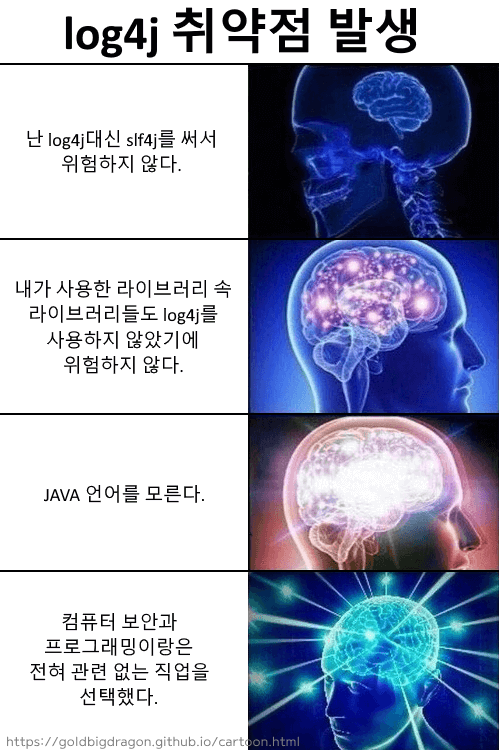 log4j 취약점 발생
난 log4j대신 slf4j를 써서
위험하지 않다.
내가 사용한 라이브러리 속
라이브러리들도 log4j를
사용하지 않았기에
위험하지 않다.
JAVA 언어를 모른다.
컴퓨터 보안과
프로그래밍이랑은
전혀 관련 없는 직업을
선택했다.
https://goldbigdragon.github.io/cartoon.html